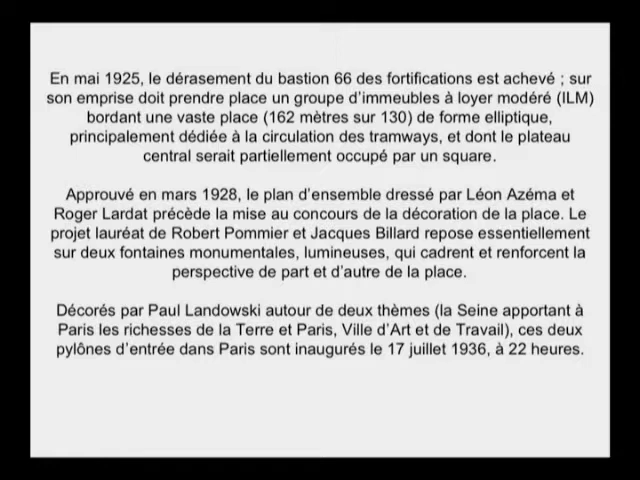 En mai 1925, le dérasement du bastion 66 des fortifications est achevé ; sur
son emprise doit prendre place un groupe d'immeubles à loyer modéré (ILM)
bordant une vaste place (162 mètres sur 130) de forme elliptique,
principalement dédiée à la circulation des tramways, et dont le plateau
central serait partiellement occupé par un square.
Approuvé en mars 1928, le plan d'ensemble dressé par Léon Azéma et
Roger Lardat précède la mise au concours de la décoration de la place. Le
projet lauréat de Robert Pommier et Jacques Billard repose essentiellement
sur deux fontaines monumentales, lumineuses, qui cadrent et renforcent la
perspective de part et d'autre de la place.
Décorés par Paul Landowski autour de deux thèmes (la Seine apportant à
Paris les richesses de la Terre et Paris, Ville d'Art et de Travail), ces deux
pylônes d'entrée dans Paris sont inaugurés le 17 juillet 1936, à 22 heures.